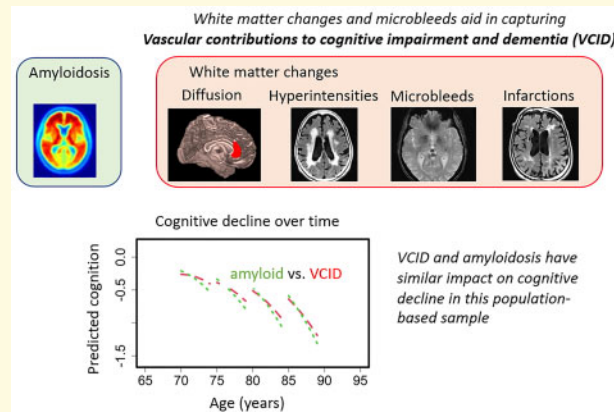 White matter changes and microbleeds aid in capturing
Vascular contributions to cognitive impairment and dementia (VCID)
Amyloidosis
White matter changes
Diffusion Hyperintensities Microbleeds Infarctions
Cognitive decline over time
amyloid vs. VCID
Predicted cognition
0.0
-0.5
-1.5
65 70 75 80 85 90 95
Age (years)
VCID and amyloidosis have
similar impact on cognitive
decline in this population-
based sample